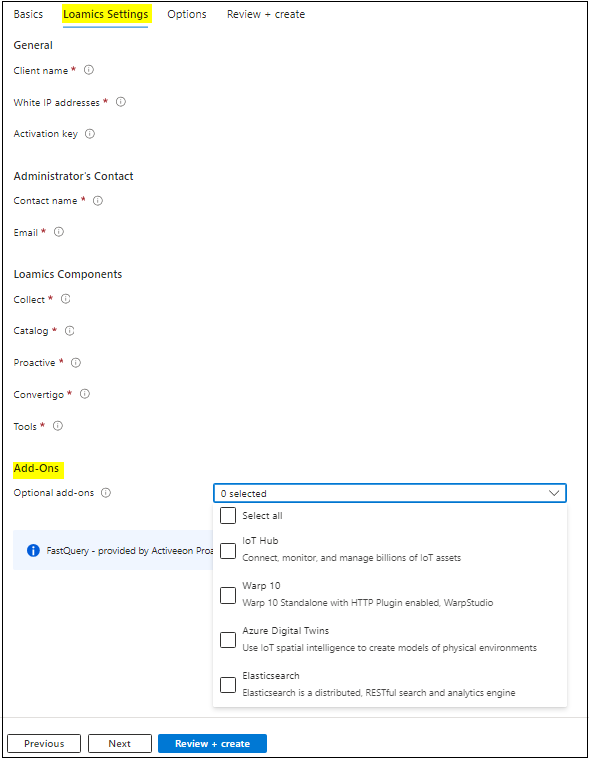 Basics Loamics Settings Options Review + create
General
Client name *
White IP addresses *
Activation key
Administrator's Contact
Contact name *
Email *
Loamics Components
Collect *
Catalog *
Proactive *
Convertigo *
Tools *
Add-Ons
Optional add-ons 0 selected
Select all
FastQuery - provided by Activeeon Proa
IoT Hub
Connect, monitor, and manage billions of IoT assets
Warp 10
Warp 10 Standalone with HTTP Plugin enabled, WarpStudio
Azure Digital Twins
Use IoT spatial intelligence to create models of physical environments
Elasticsearch
Elasticsearch is a distributed, RESTful search and analytics engine
Previous Next Review + create